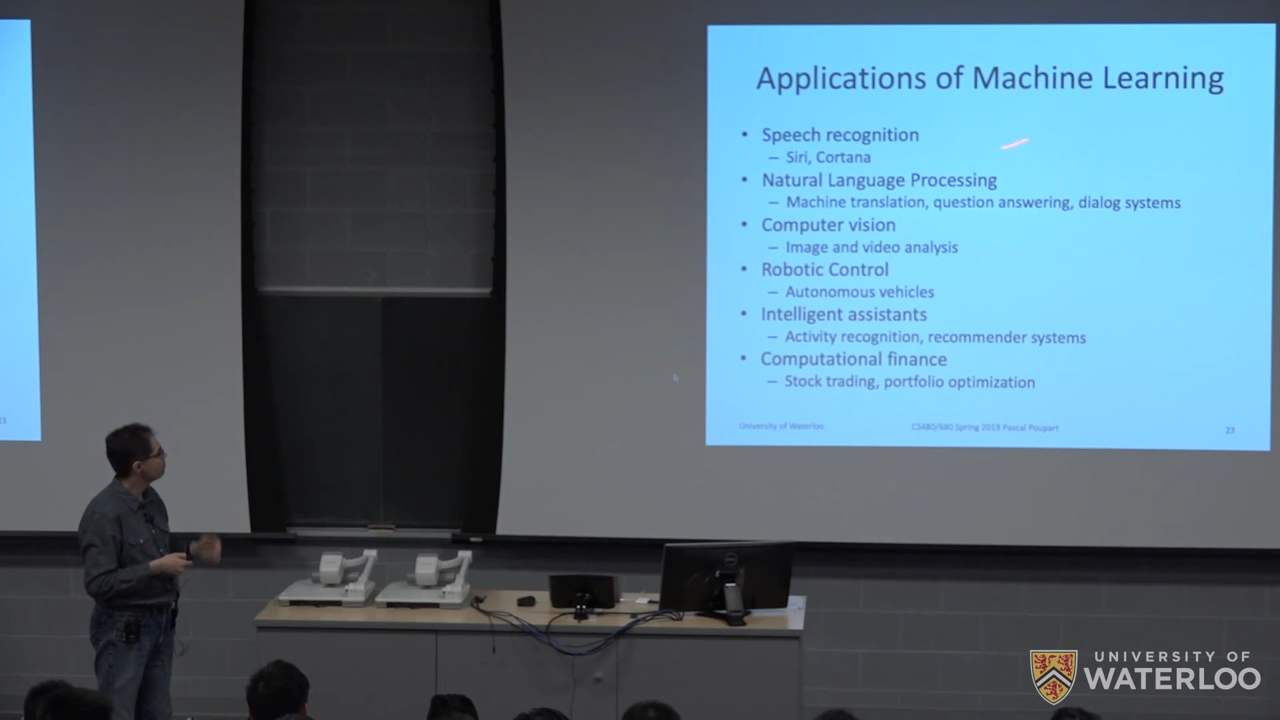 Applications of Machine Learning
• Speech recognition
– Siri, Cortana
• Natural Language Processing
– Machine translation, question answering, dialog systems
• Computer vision
– Image and video analysis
• Robotic Control
– Autonomous vehicles
• Intelligent assistants
– Activity recognition, recommender systems
• Computational finance
– Stock trading, portfolio optimization
University of Waterloo
CS480/680 Spring 2019 Pascal Poupart
23
UNIVERSITY OF
WATERLOO